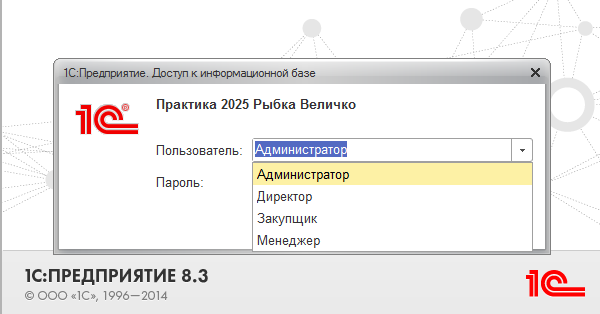 1С:Предприятие. Доступ к информационной базе
1С®
Практика 2025 Рыбка Величко
Пользователь: Администратор
Пароль:
Администратор
Директор
Закупщик
Менеджер
1С:ПРЕДПРИЯТИЕ 8.3
© ООО «1С», 1996—2014
1С